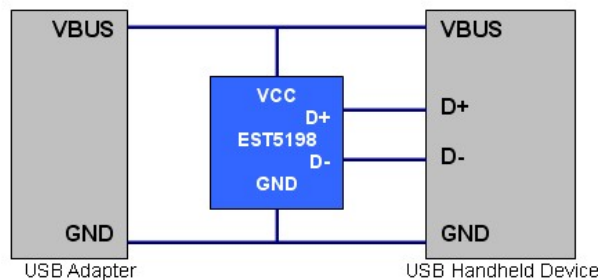 VBUS
VBUS
VCC
D+
D+
EST5198
D-
D-
GND
GND
GND
USB Adapter
USB Handheld Device